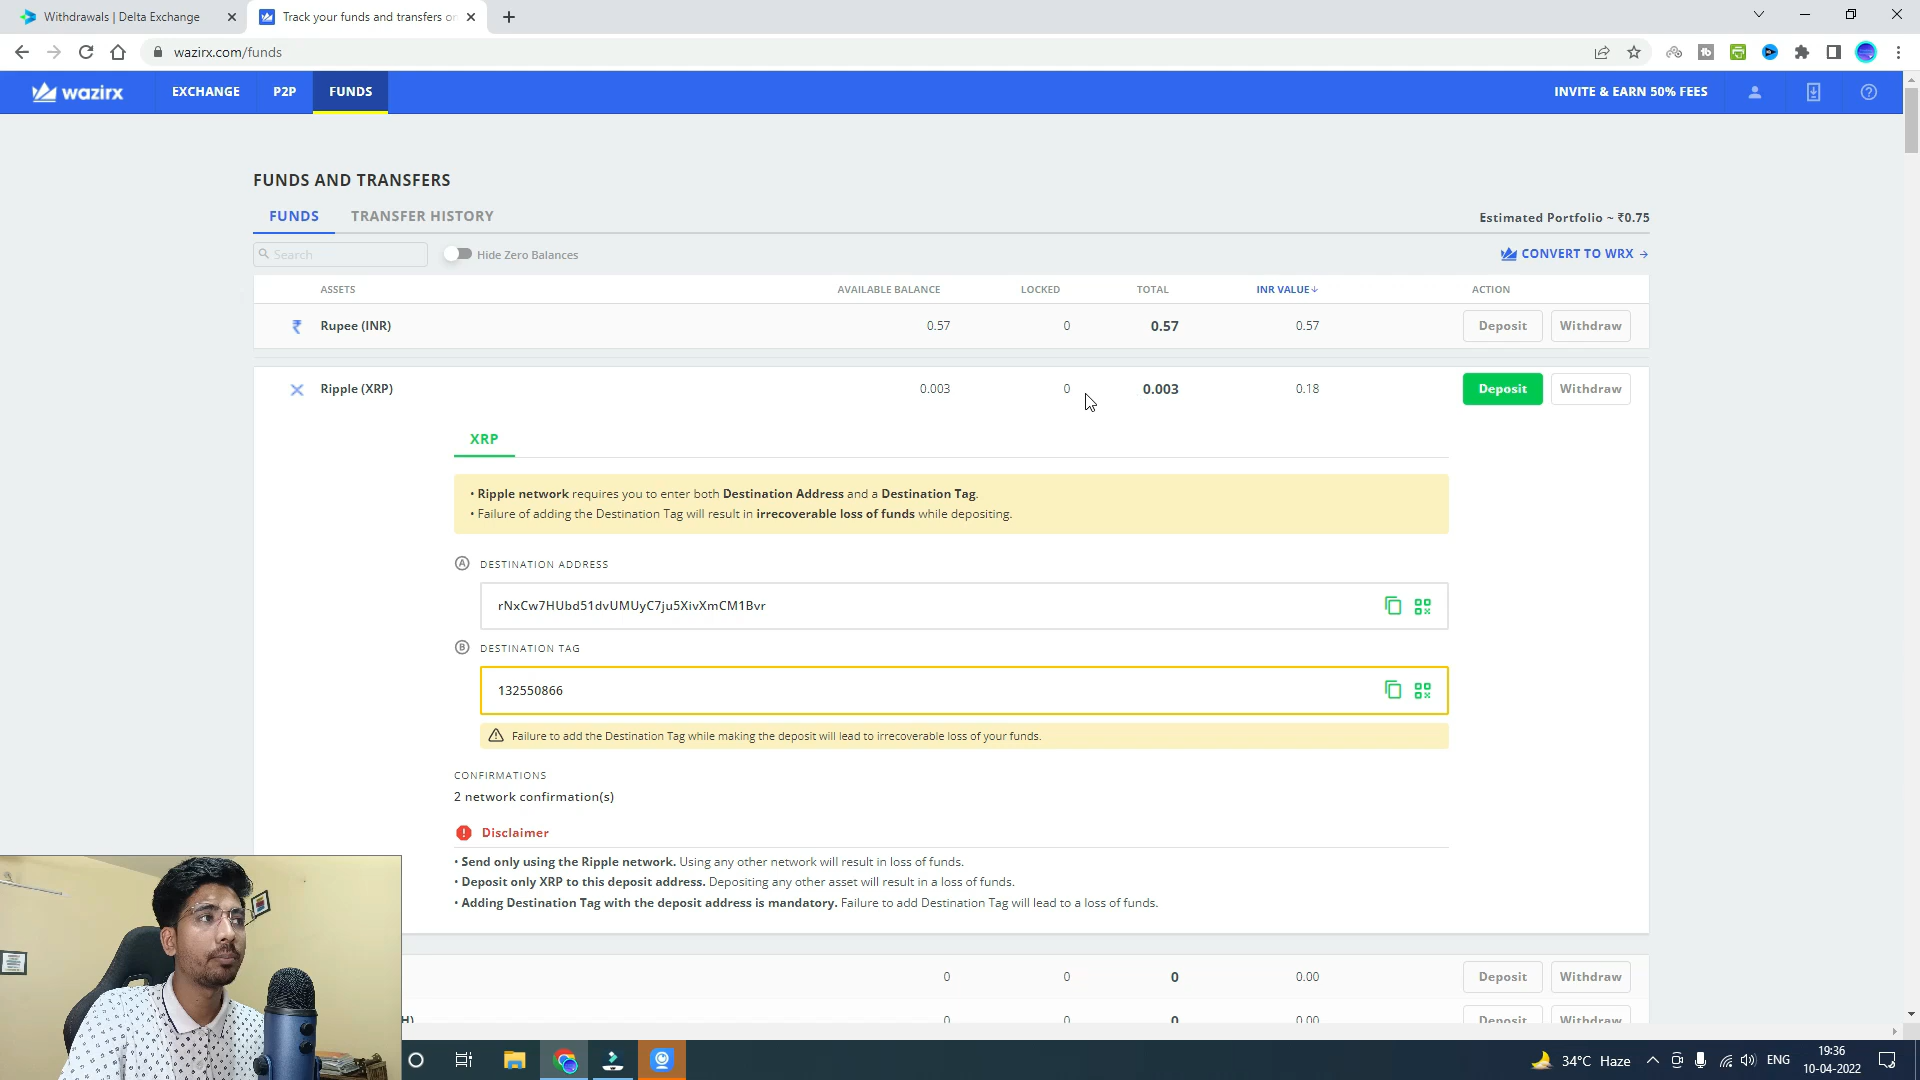 Withdrawals | Delta Exchange
Track your funds and transfers on
wazirx.com/funds
wazirx
EXCHANGE
P2P
FUNDS
INVITE & EARN 50% FEES
FUNDS AND TRANSFERS
FUNDS
TRANSFER HISTORY
Estimated Portfolio ~ ₹0.75
Search
Hide Zero Balances
CONVERT TO WRX →
ASSETS
AVAILABLE BALANCE
LOCKED
TOTAL
INR VALUE↓
ACTION
₹ Rupee (INR)
0.57
0
0.57
0.57
Deposit
Withdraw
Ripple (XRP)
0.003
0
0.003
0.18
Deposit
Withdraw
XRP
• Ripple network requires you to enter both Destination Address and a Destination Tag.
• Failure of adding the Destination Tag will result in irrecoverable loss of funds while depositing.
A DESTINATION ADDRESS
rNxCw7HUbd51dvUMUyC7ju5XivXmCM1Bvr
B DESTINATION TAG
132550866
Failure to add the Destination Tag while making the deposit will lead to irrecoverable loss of your funds.
CONFIRMATIONS
2 network confirmation(s)
Disclaimer
• Send only using the Ripple network. Using any other network will result in loss of funds.
• Deposit only XRP to this deposit address. Depositing any other asset will result in a loss of funds.
• Adding Destination Tag with the deposit address is mandatory. Failure to add Destination Tag will lead to a loss of funds.
0
0
0
0.00
Deposit
Withdraw
H)
0
0
0
0.00
Deposit
Withdraw
34°C Haze
ENG
19:36
10-04-2022